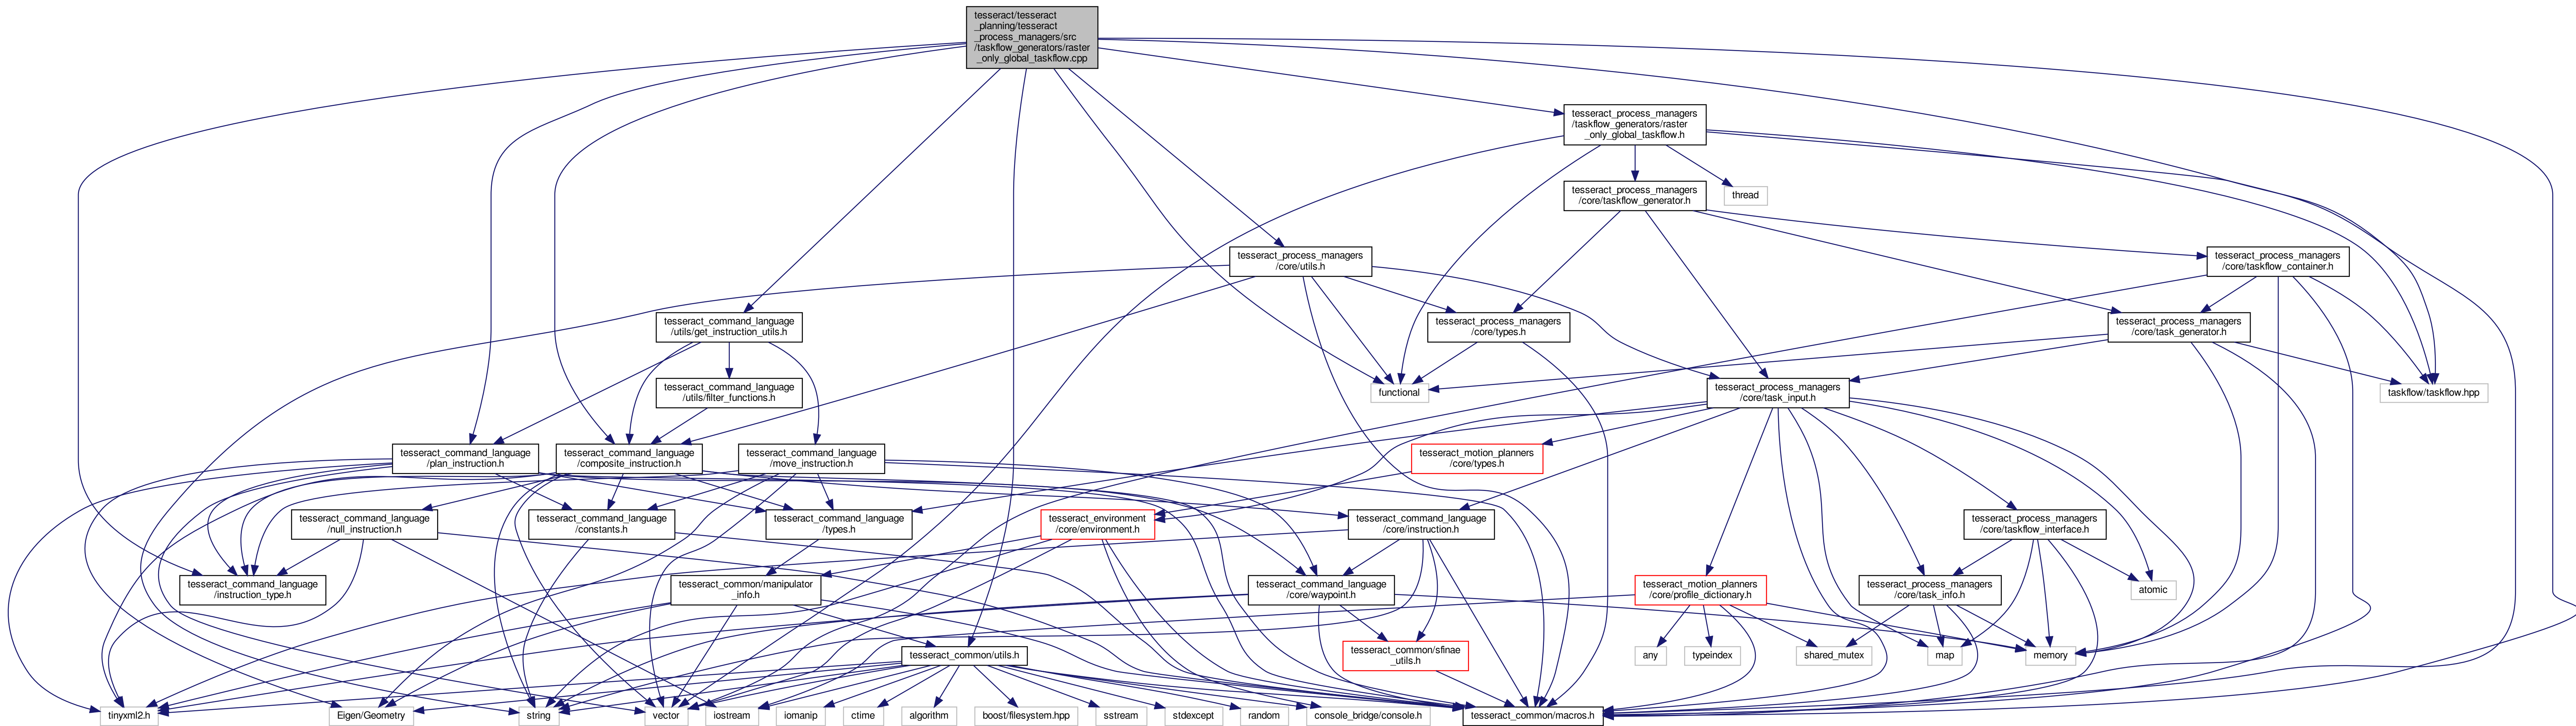 tesseract/tesseract
_planning/tesseract
_process_managers/src
/taskflow_generators/raster
_only_global_taskflow.cpp
tesseract_process_managers
/taskflow_generators/raster
_only_global_taskflow.h
tesseract_process_managers
/core/taskflow_generator.h
thread
tesseract_process_managers
/core/utils.h
tesseract_process_managers
/core/taskflow_container.h
tesseract_command_language
/utils/get_instruction_utils.h
tesseract_process_managers
/core/types.h
tesseract_process_managers
/core/task_generator.h
tesseract_command_language
/utils/filter_functions.h
functional
tesseract_process_managers
/core/task_input.h
taskflow/taskflow.hpp
tesseract_command_language
/plan_instruction.h
tesseract_command_language
/composite_instruction.h
tesseract_command_language
/move_instruction.h
tesseract_motion_planners
/core/types.h
tesseract_command_language
/null_instruction.h
tesseract_command_language
/constants.h
tesseract_command_language
/types.h
tesseract_environment
/core/environment.h
tesseract_command_language
/core/instruction.h
tesseract_process_managers
/core/taskflow_interface.h
tesseract_command_language
/instruction_type.h
tesseract_common/manipulator
_info.h
tesseract_command_language
/core/waypoint.h
tesseract_motion_planners
/core/profile_dictionary.h
tesseract_process_managers
/core/task_info.h
atomic
tesseract_common/utils.h
tesseract_common/sfinae
_utils.h
any
typeindex
shared_mutex
map
memory
tinyxml2.h
Eigen/Geometry
string
vector
iostream
iomanip
ctime
algorithm
boost/filesystem.hpp
sstream
stdexcept
random
console_bridge/console.h
tesseract_common/macros.h